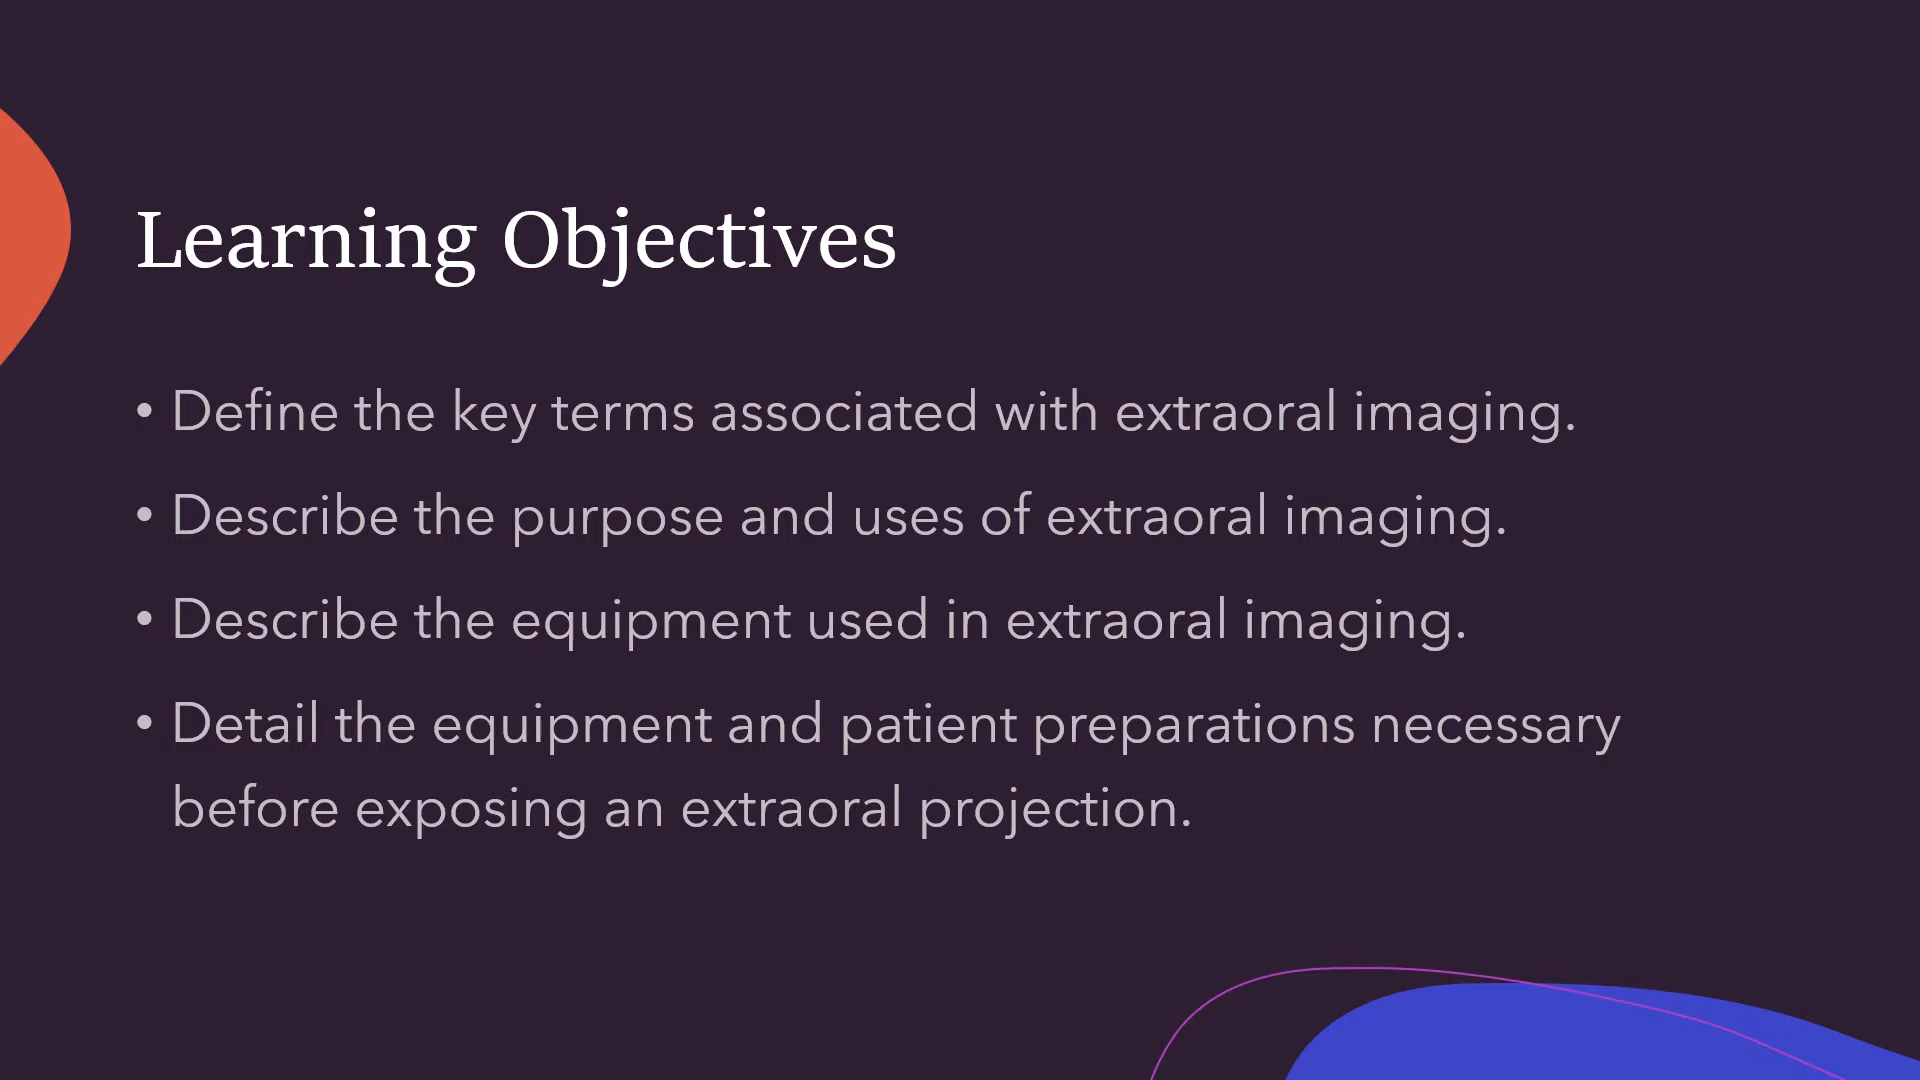 Learning Objectives
• Define the key terms associated with extraoral imaging.
• Describe the purpose and uses of extraoral imaging.
• Describe the equipment used in extraoral imaging.
• Detail the equipment and patient preparations necessary
before exposing an extraoral projection.